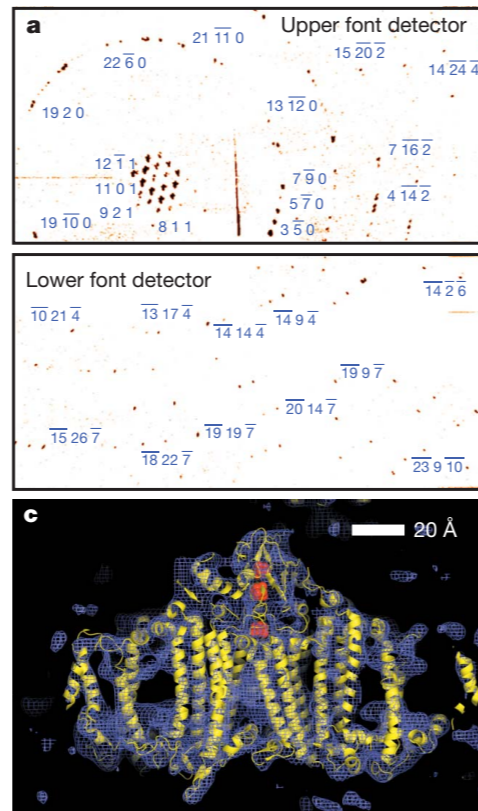 a
Upper font detector
21 1̅1̅ 0
22 6̅ 0
15 2̅0̅ 2̅
14 2̅4̅ 4̅
19 2 0
13 1̅2̅ 0
12 1̅ 1
7 1̅6̅ 2̅
11 0 1
7 9̅ 0
9 2 1
5 7̅ 0
4 1̅4̅ 2̅
19 1̅0̅ 0
8 1 1
3 5̅ 0
Lower font detector
1̅4̅ 2 6̅
1̅0̅ 21 4̅
1̅3̅ 17 4̅
1̅4̅ 14 4̅
1̅4̅ 9 4̅
1̅9̅ 9 7̅
2̅0̅ 14 7̅
1̅5̅ 26 7̅
1̅9̅ 19 7̅
1̅8̅ 22 7̅
2̅3̅ 9 1̅0̅
c
20 Å